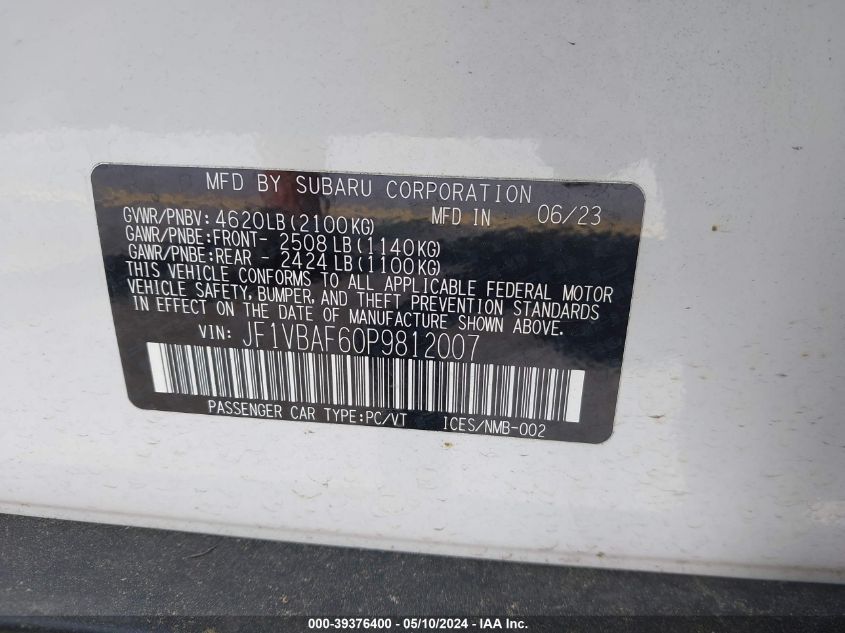 MFD BY SUBARU CORPORATION
GVWR/PNBV: 4620LB(2100KG) MFD IN 06/23
GAWR/PNBE:FRONT- 2508 LB(1140KG)
GAWR/PNBE:REAR - 2424 LB(1100KG)
THIS VEHICLE CONFORMS TO ALL APPLICABLE FEDERAL MOTOR
VEHICLE SAFETY, BUMPER, AND THEFT PREVENTION STANDARDS
IN EFFECT ON THE DATE OF MANUFACTURE SHOWN ABOVE.
VIN: JF1VBAF60P9812007
PASSENGER CAR TYPE:PC/VT ICES/NMB-002
000-39376400 - 05/10/2024 - IMPACT AUTO